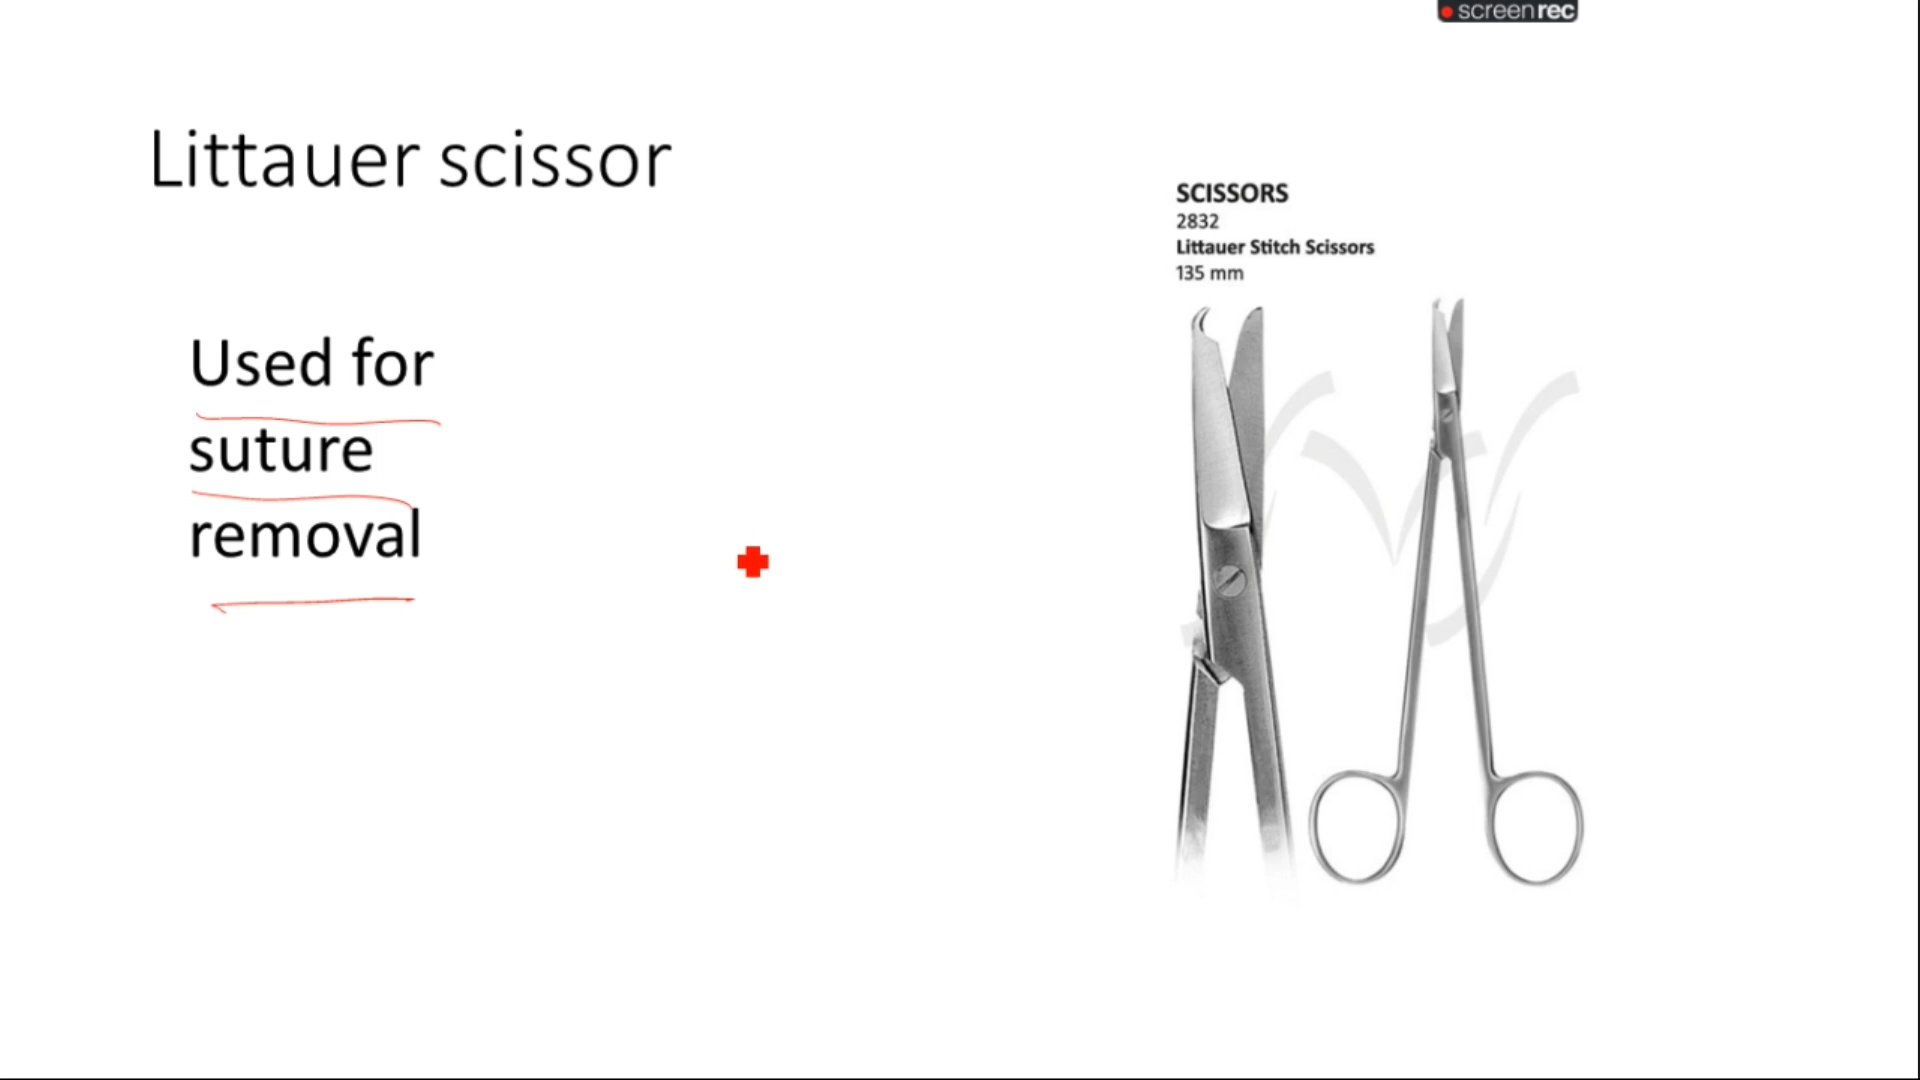 screenrec
Littauer scissor
Used for
suture
removal
SCISSORS
2832
Littauer Stitch Scissors
135 mm